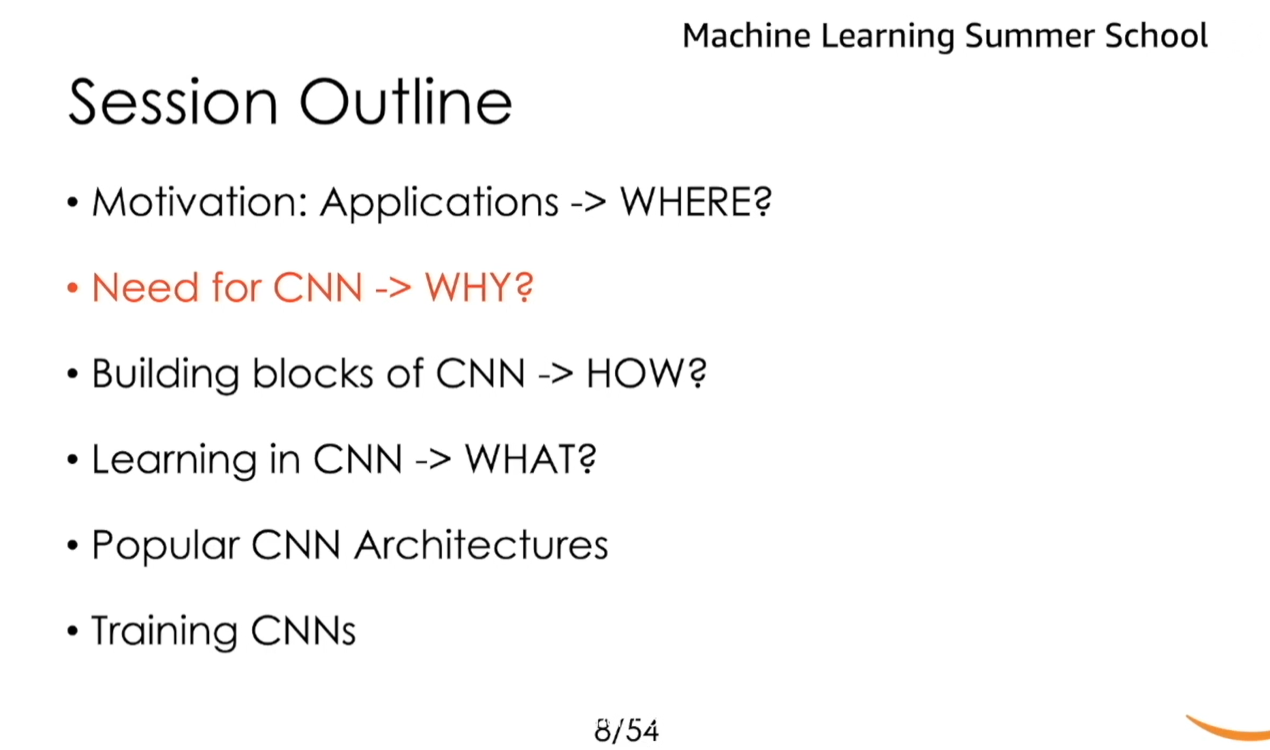 Machine Learning Summer School
Session Outline
• Motivation: Applications -> WHERE?
• Need for CNN -> WHY?
• Building blocks of CNN -> HOW?
• Learning in CNN -> WHAT?
• Popular CNN Architectures
• Training CNNs
8/54